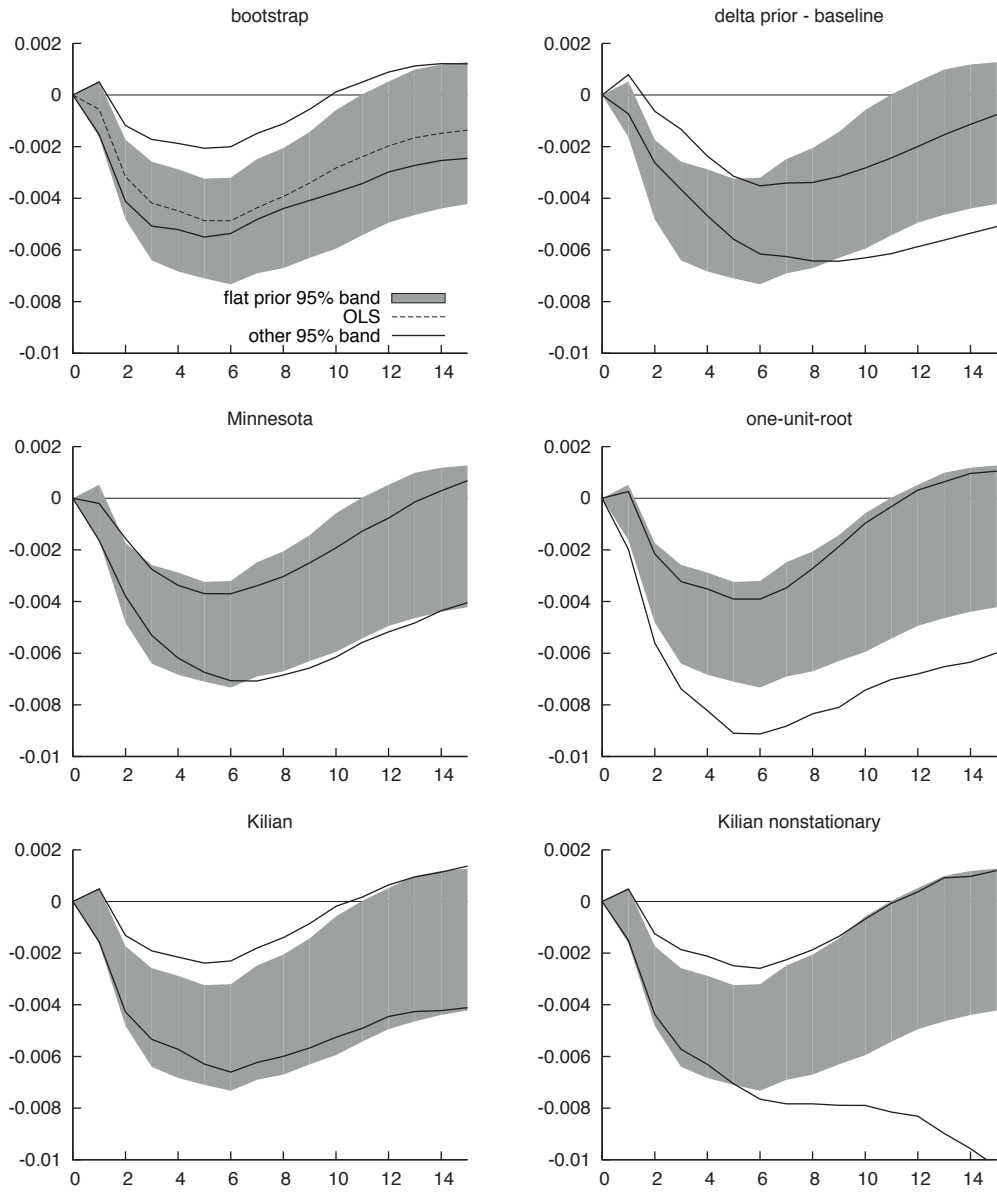 bootstrap
0.002
0
-0.002
-0.004
-0.006
-0.008
-0.01
flat prior 95% band
OLS
other 95% band
0 2 4 6 8 10 12 14
delta prior - baseline
0.002
0
-0.002
-0.004
-0.006
-0.008
-0.01
0 2 4 6 8 10 12 14
Minnesota
0.002
0
-0.002
-0.004
-0.006
-0.008
-0.01
0 2 4 6 8 10 12 14
one-unit-root
0.002
0
-0.002
-0.004
-0.006
-0.008
-0.01
0 2 4 6 8 10 12 14
Kilian
0.002
0
-0.002
-0.004
-0.006
-0.008
-0.01
0 2 4 6 8 10 12 14
Kilian nonstationary
0.002
0
-0.002
-0.004
-0.006
-0.008
-0.01
0 2 4 6 8 10 12 14